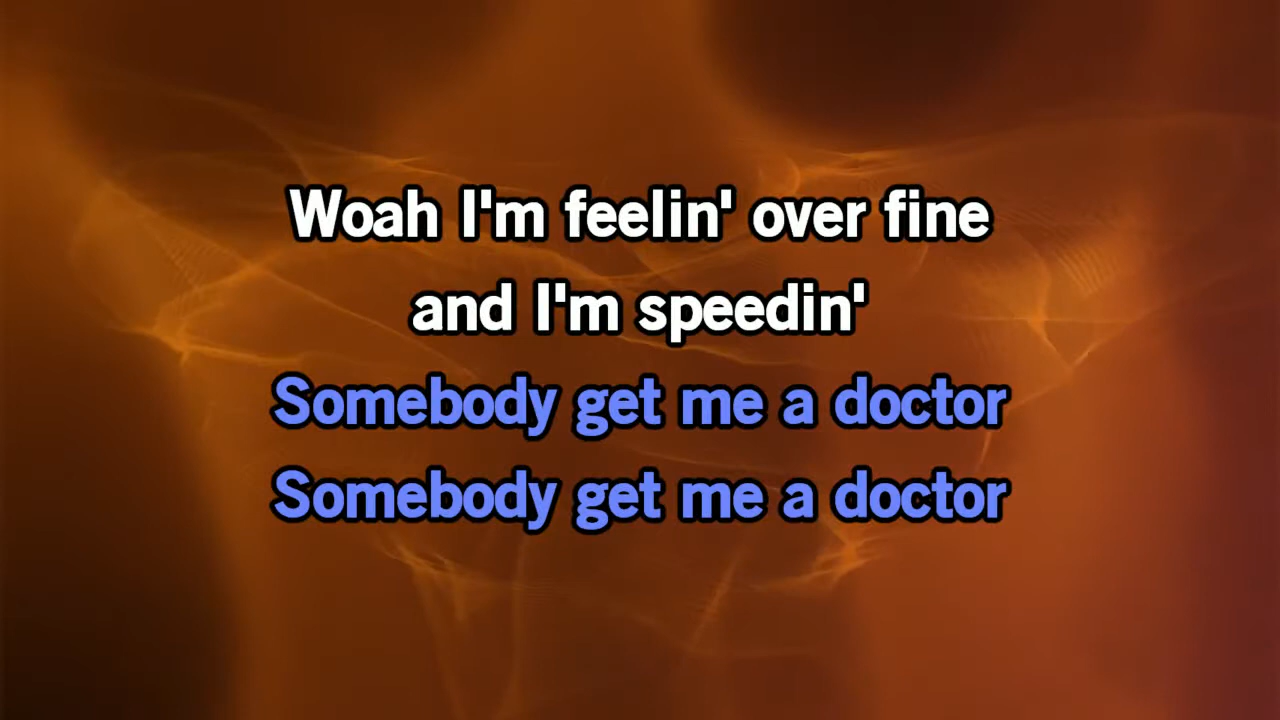 Woah I'm feelin' over fine
and I'm speedin'
Somebody get me a doctor
Somebody get me a doctor